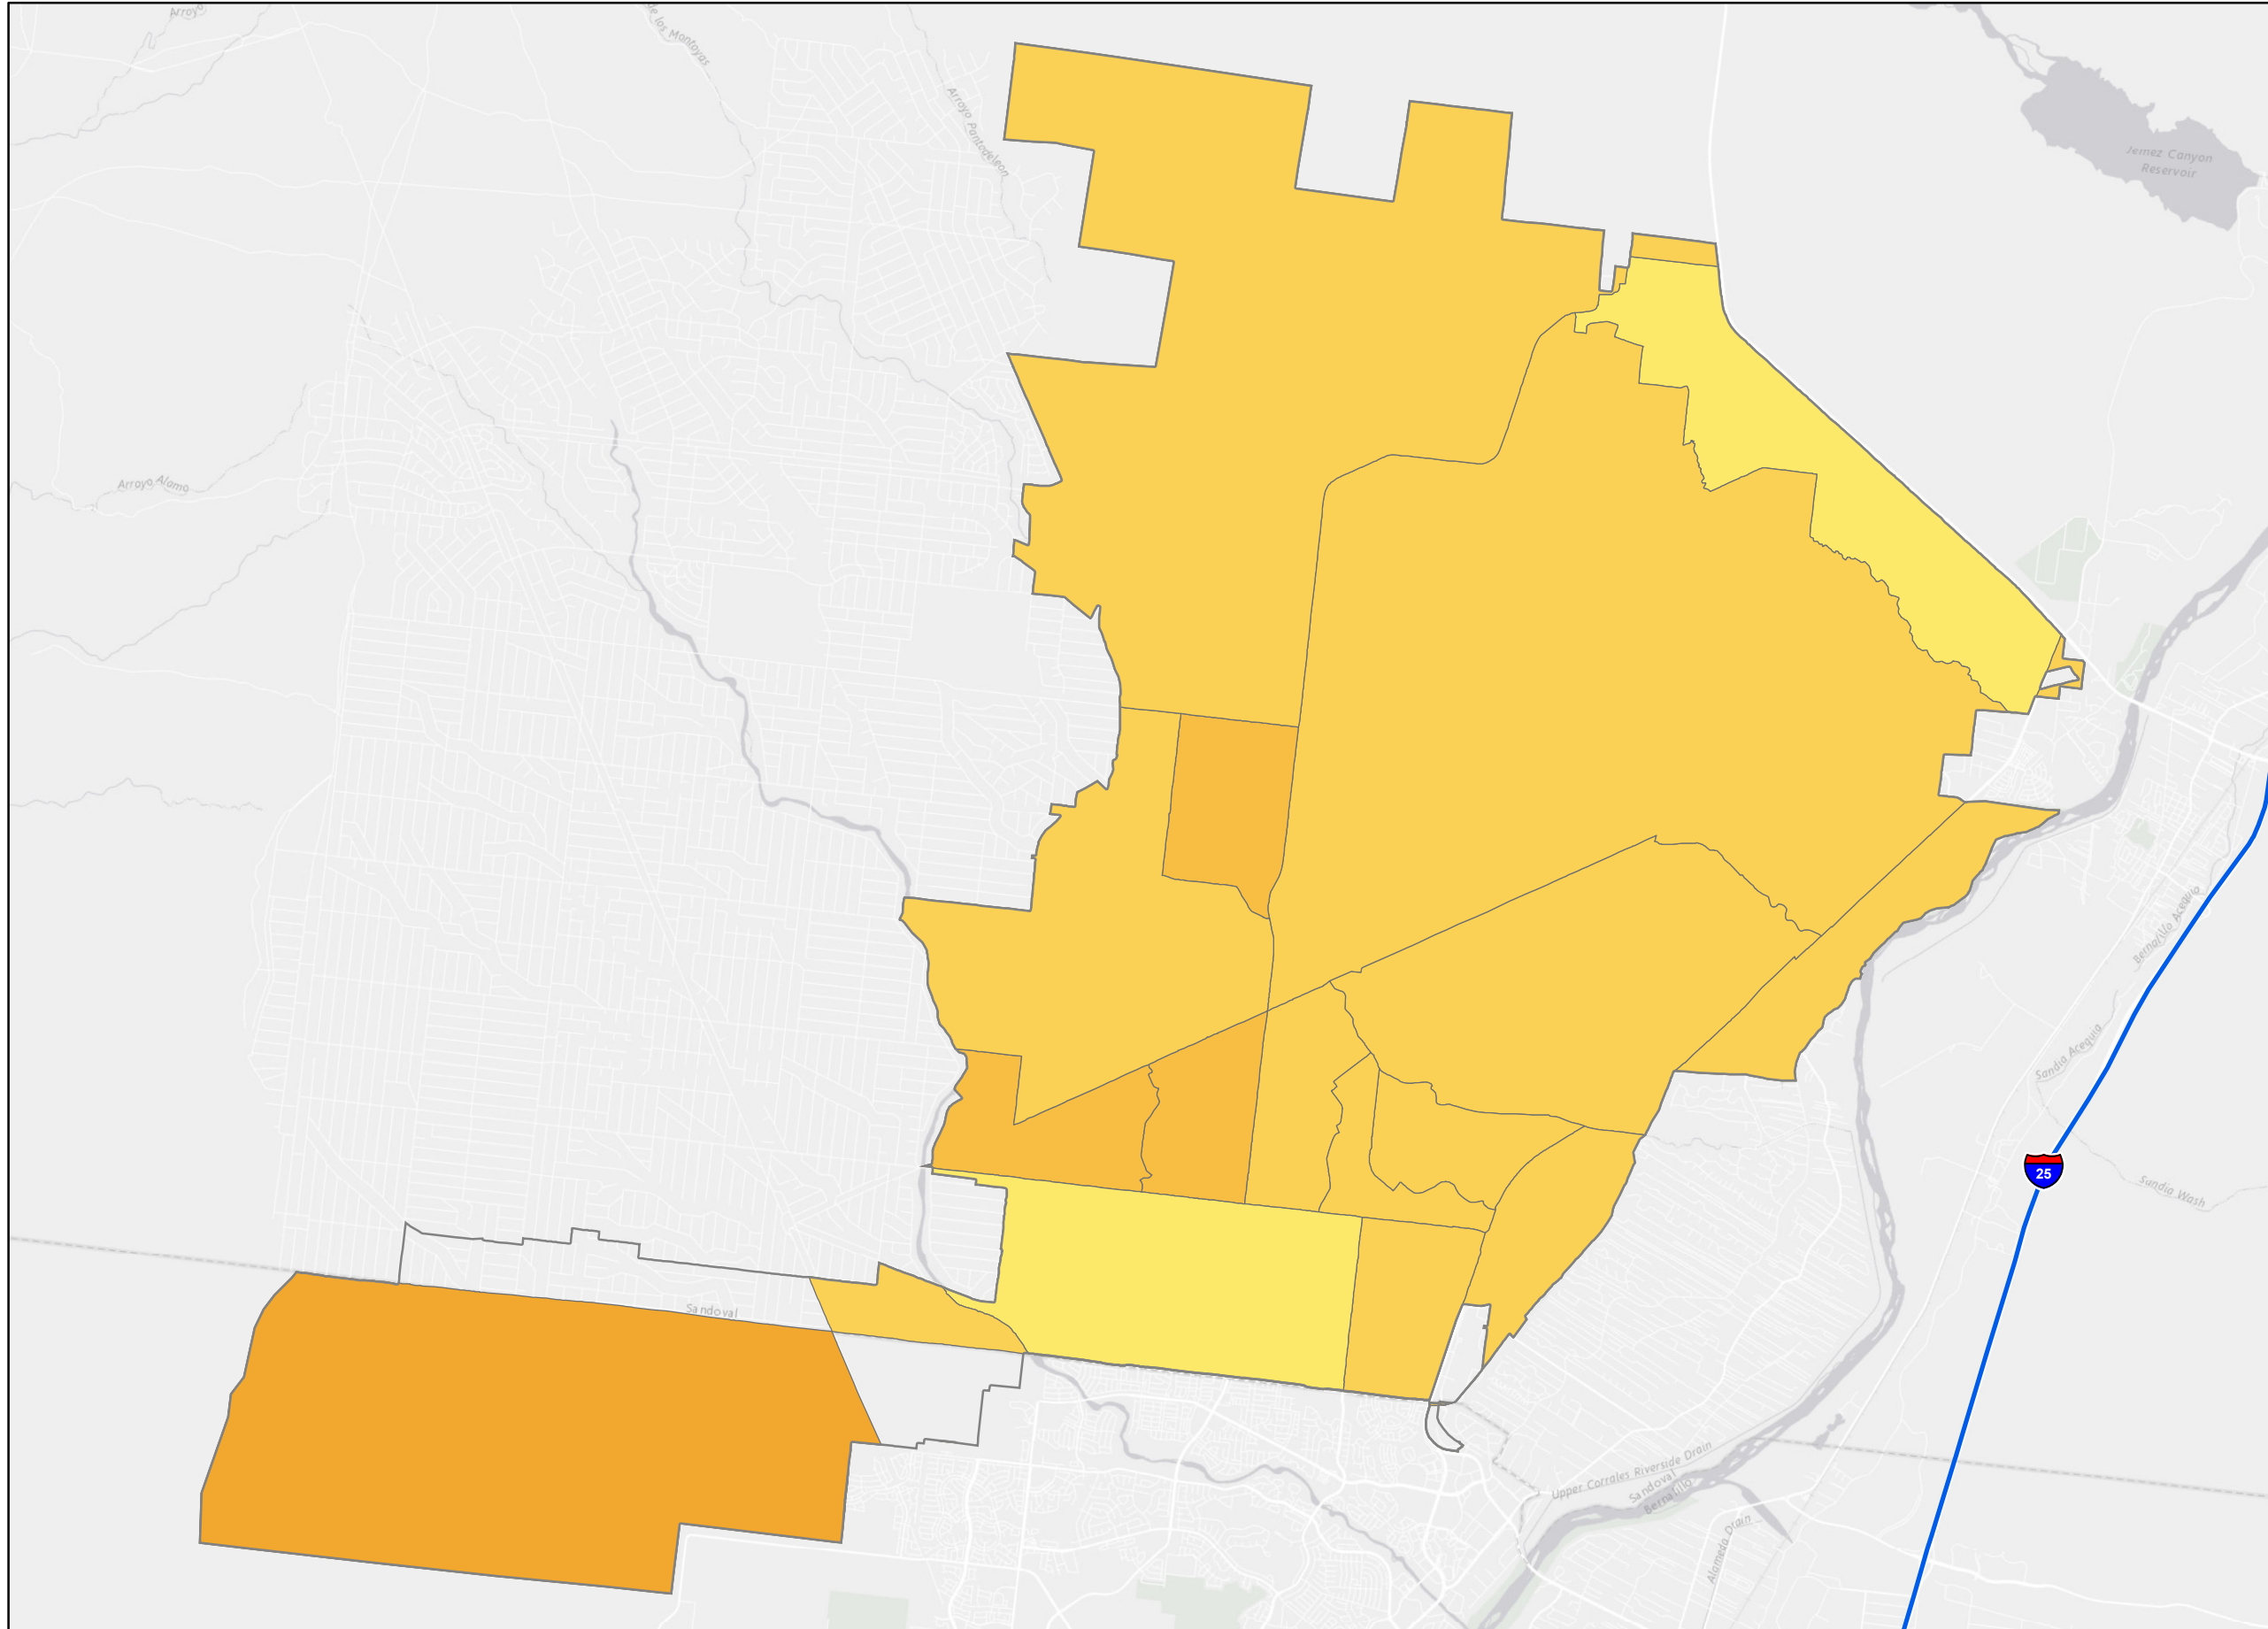 Arroyo
de los Montoyas
Arroyo Pantadeleon
Jemez Canyon
Reservoir
Arroyo Alamo
Bernalillo Acequia
Sandia Acequia
25
Sandia Wash
Sandoval
Upper Corrales Riverside Drain
Sandoval
Bernalillo
Alameda Drain